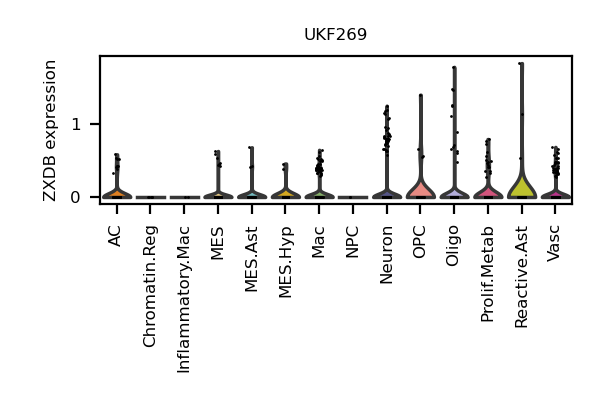 UKF269
ZXDB expression
1
0
AC
Chromatin.Reg
Inflammatory.Mac
MES
MES.Ast
MES.Hyp
Mac
NPC
Neuron
OPC
Oligo
Prolif.Metab
Reactive.Ast
Vasc